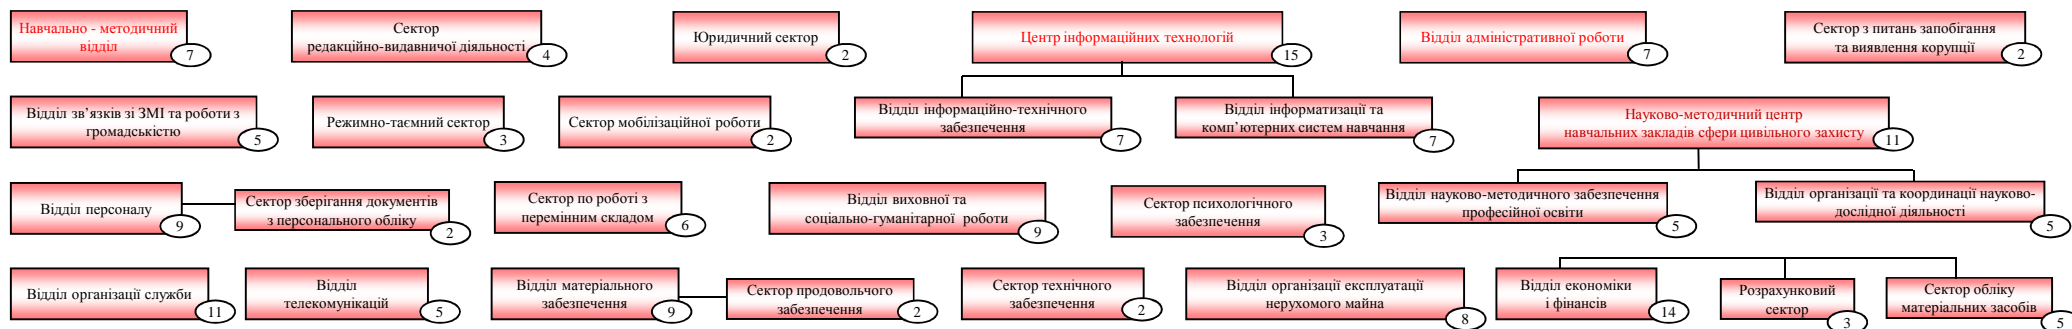 Навчально - методичний
відділ
7
Сектор
редакційно-видавничої діяльності
4
Юридичний сектор
2
Центр інформаційних технологій
15
Відділ адміністративної роботи
7
Сектор з питань запобігання
та виявлення корупції
2
Відділ зв’язків зі ЗМІ та роботи з
громадськістю
5
Режимно-таємний сектор
3
Сектор мобілізаційної роботи
2
Відділ інформаційно-технічного
забезпечення
7
Відділ інформатизації та
комп’ютерних систем навчання
7
Науково-методичний центр
навчальних закладів сфери цивільного захисту
11
Відділ персоналу
9
Сектор зберігання документів
з персонального обліку
2
Сектор по роботі з
перемінним складом
6
Відділ виховної та
соціально-гуманітарної роботи
9
Сектор психологічного
забезпечення
3
Відділ науково-методичного забезпечення
професійної освіти
5
Відділ організації та координації науково-
дослідної діяльності
5
Відділ організації служби
11
Відділ
телекомунікацій
5
Відділ матеріального
забезпечення
9
Сектор продовольчого
забезпечення
2
Сектор технічного
забезпечення
2
Відділ організації експлуатації
нерухомого майна
8
Відділ економіки
і фінансів
14
Розрахунковий
сектор
3
Сектор обліку
матеріальних засобів
5